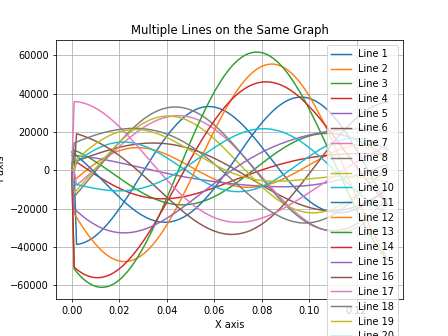 Multiple Lines on the Same Graph
60000
40000
20000
0
−20000
−40000
−60000
0.00
0.02
0.04
0.06
0.08
0.10
X axis
Line 1
Line 2
Line 3
Line 4
Line 5
Line 6
Line 7
Line 8
Line 9
Line 10
Line 11
Line 12
Line 13
Line 14
Line 15
Line 16
Line 17
Line 18
Line 19
Line 20